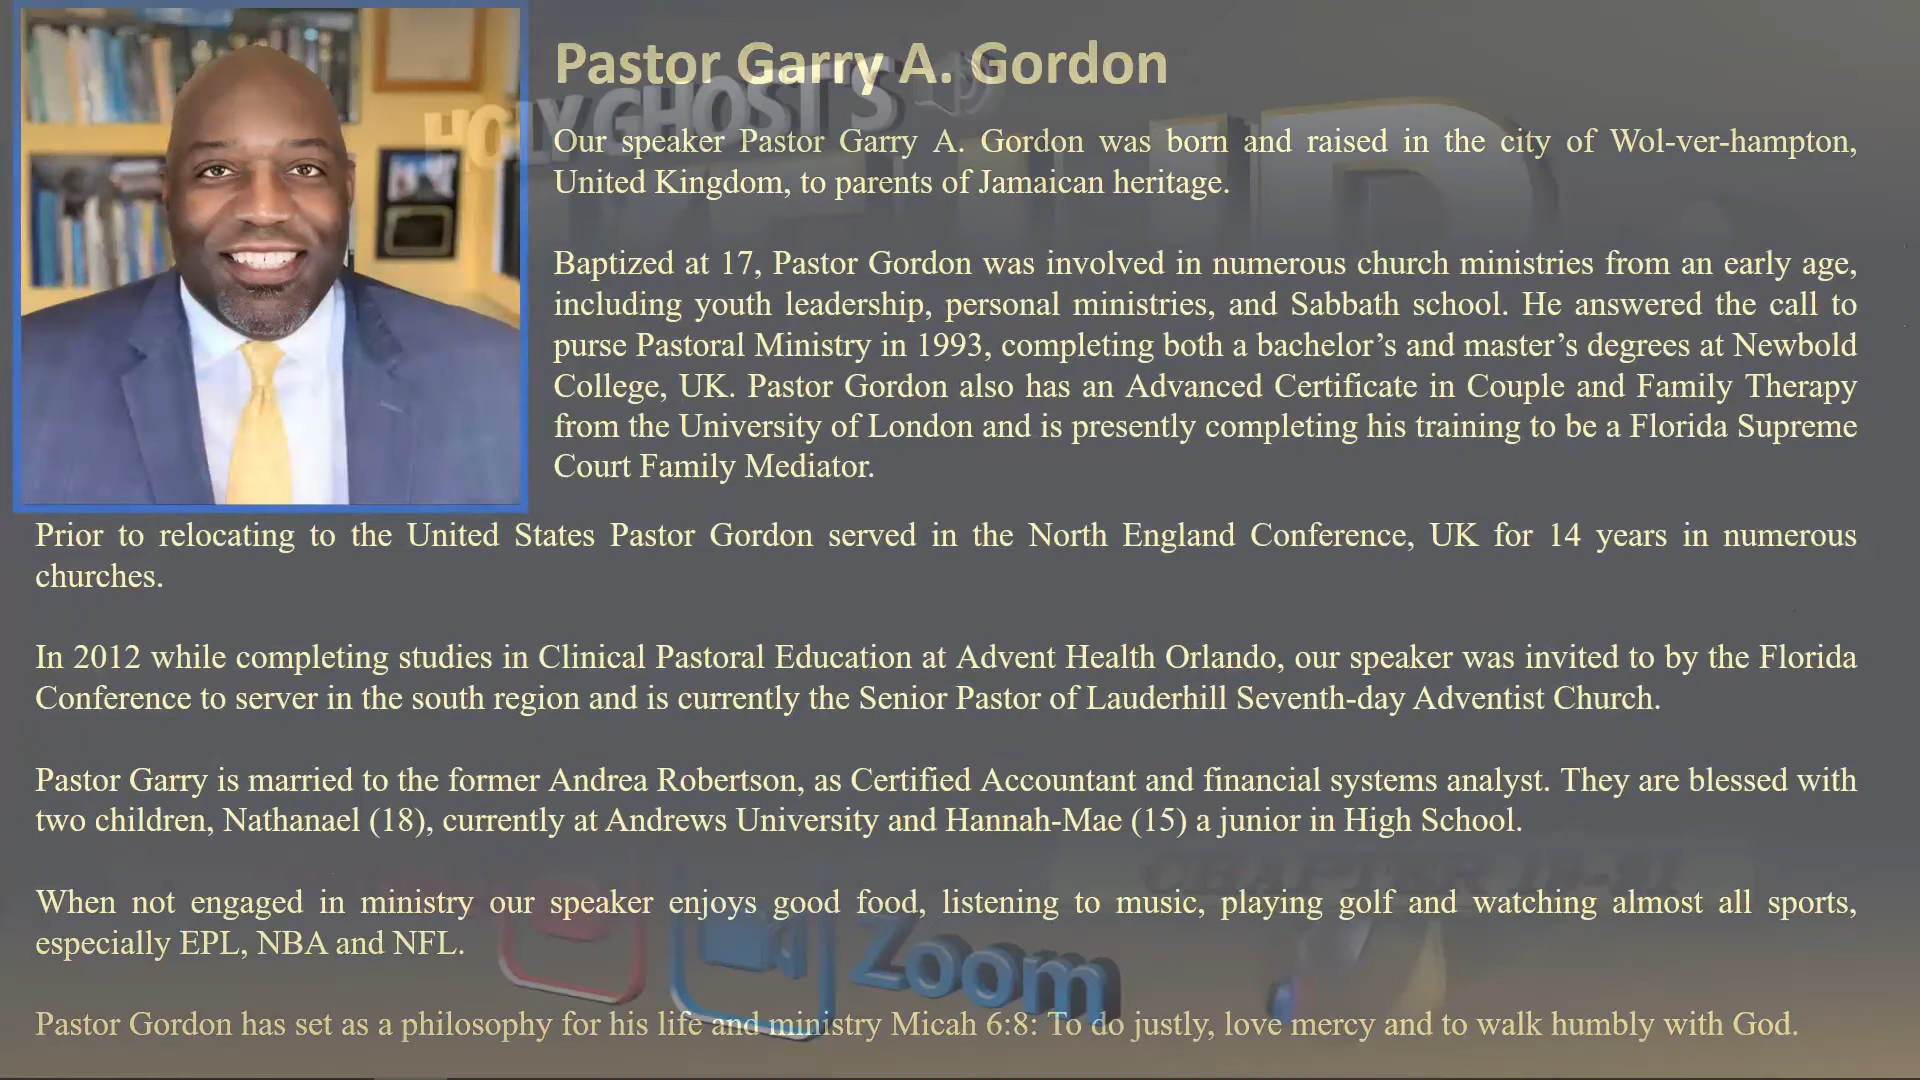 Pastor Garry A. Gordon
HOLY GHOST'S
Our speaker Pastor Garry A. Gordon was born and raised in the city of Wol-ver-hampton,
United Kingdom, to parents of Jamaican heritage.
Baptized at 17, Pastor Gordon was involved in numerous church ministries from an early age,
including youth leadership, personal ministries, and Sabbath school. He answered the call to
purse Pastoral Ministry in 1993, completing both a bachelor’s and master’s degrees at Newbold
College, UK. Pastor Gordon also has an Advanced Certificate in Couple and Family Therapy
from the University of London and is presently completing his training to be a Florida Supreme
Court Family Mediator.
Prior to relocating to the United States Pastor Gordon served in the North England Conference, UK for 14 years in numerous
churches.
In 2012 while completing studies in Clinical Pastoral Education at Advent Health Orlando, our speaker was invited to by the Florida
Conference to server in the south region and is currently the Senior Pastor of Lauderhill Seventh-day Adventist Church.
Pastor Garry is married to the former Andrea Robertson, as Certified Accountant and financial systems analyst. They are blessed with
two children, Nathanael (18), currently at Andrews University and Hannah-Mae (15) a junior in High School.
When not engaged in ministry our speaker enjoys good food, listening to music, playing golf and watching almost all sports,
especially EPL, NBA and NFL.
Zoom
Pastor Gordon has set as a philosophy for his life and ministry Micah 6:8: To do justly, love mercy and to walk humbly with God.